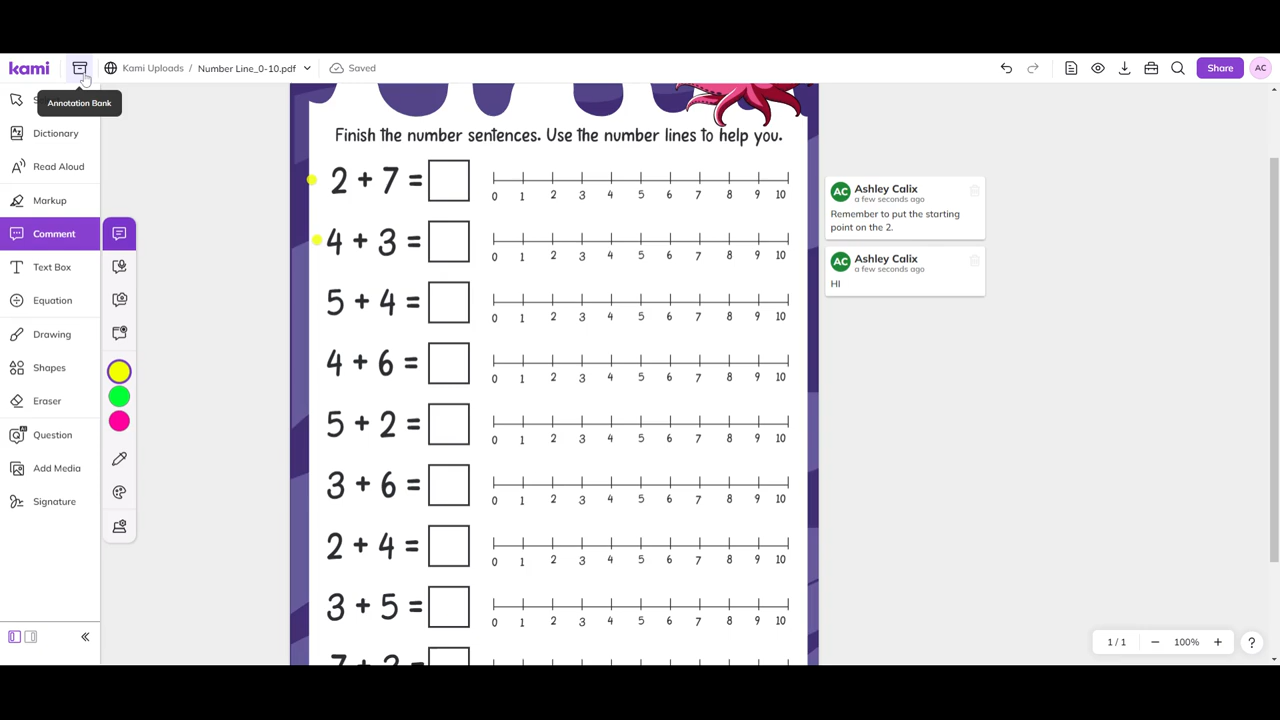 kami
Kami Uploads / Number Line_0-10.pdf
Saved
Share
AC
Annotation Bank
Dictionary
Read Aloud
Markup
Comment
Text Box
Equation
Drawing
Shapes
Eraser
Question
Add Media
Signature
Finish the number sentences. Use the number lines to help you.
2 + 7 =
0 1 2 3 4 5 6 7 8 9 10
4 + 3 =
0 1 2 3 4 5 6 7 8 9 10
5 + 4 =
0 1 2 3 4 5 6 7 8 9 10
4 + 6 =
0 1 2 3 4 5 6 7 8 9 10
5 + 2 =
0 1 2 3 4 5 6 7 8 9 10
3 + 6 =
0 1 2 3 4 5 6 7 8 9 10
2 + 4 =
0 1 2 3 4 5 6 7 8 9 10
3 + 5 =
0 1 2 3 4 5 6 7 8 9 10
AC
Ashley Calix
a few seconds ago
Remember to put the starting
point on the 2.
AC
Ashley Calix
a few seconds ago
HI
1 / 1
100%
?